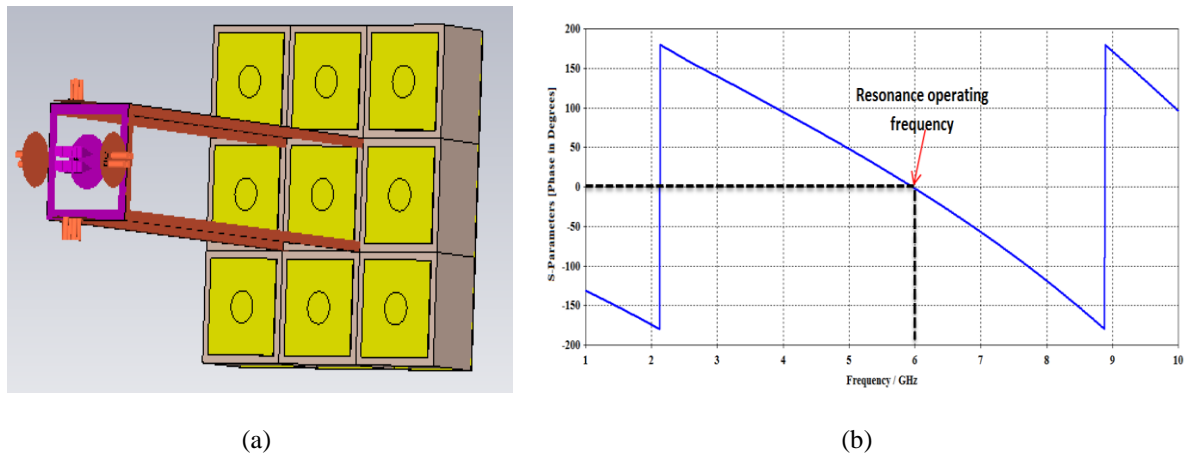 200
150
100
50
0
-50
-100
-150
-200
S-Parameters [Phase in Degrees]
Resonance operating
frequency
1 2 3 4 5 6 7 8 9 10
Frequency / GHz
(a) (b)